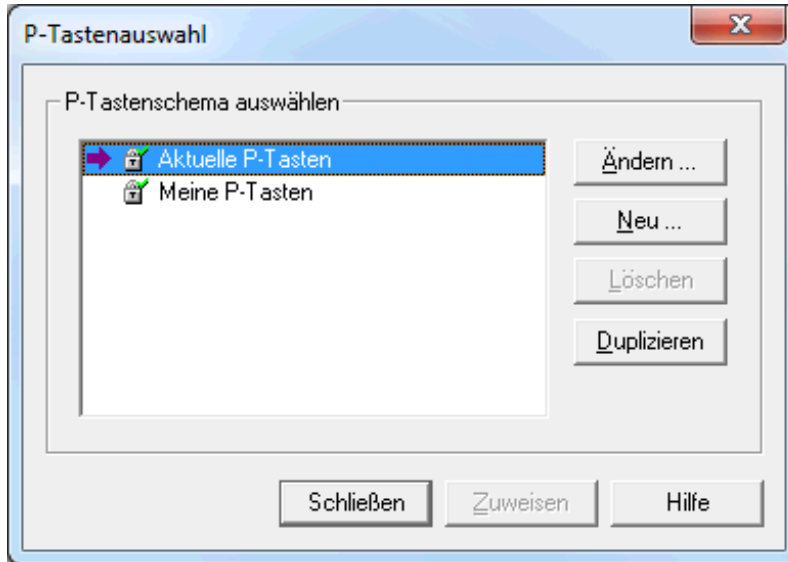 P-Tastenauswahl
P-Tastenschema auswählen
Aktuelle P-Tasten
Meine P-Tasten
Ändern ...
Neu ...
Löschen
Duplizieren
Schließen
Zuweisen
Hilfe